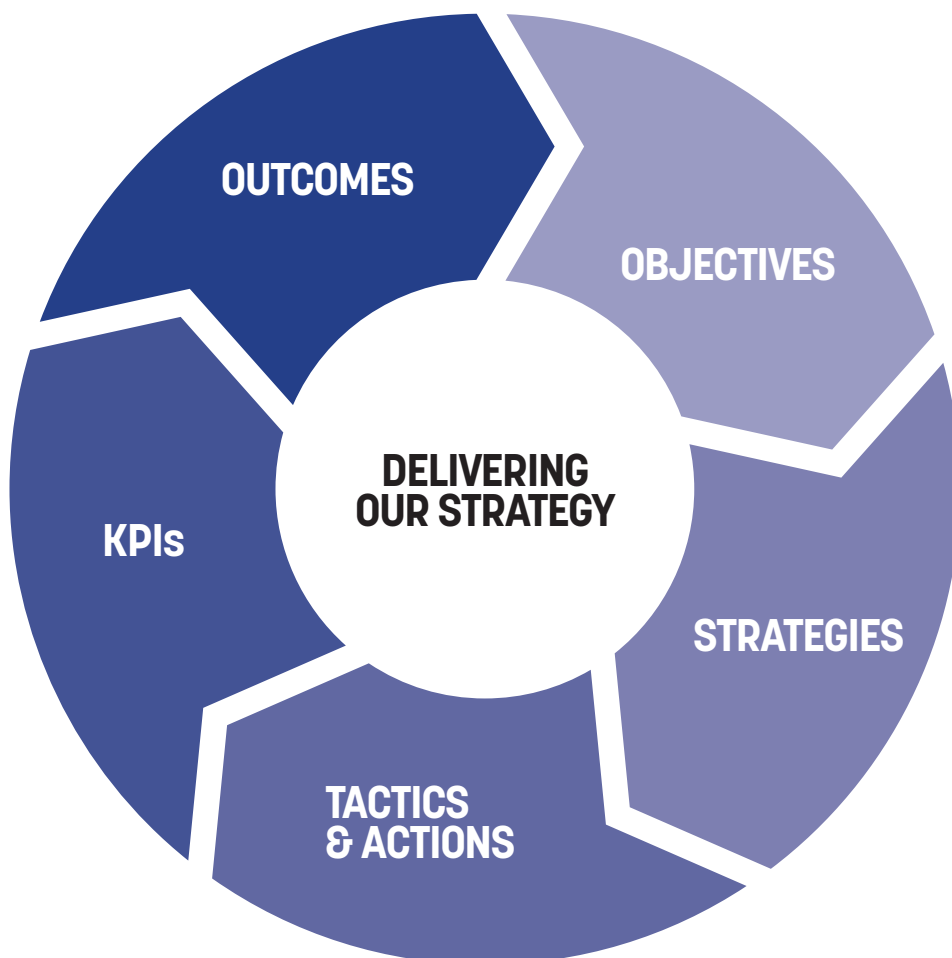 OUTCOMES
OBJECTIVES
DELIVERING
OUR STRATEGY
KPIs
STRATEGIES
TACTICS
& ACTIONS